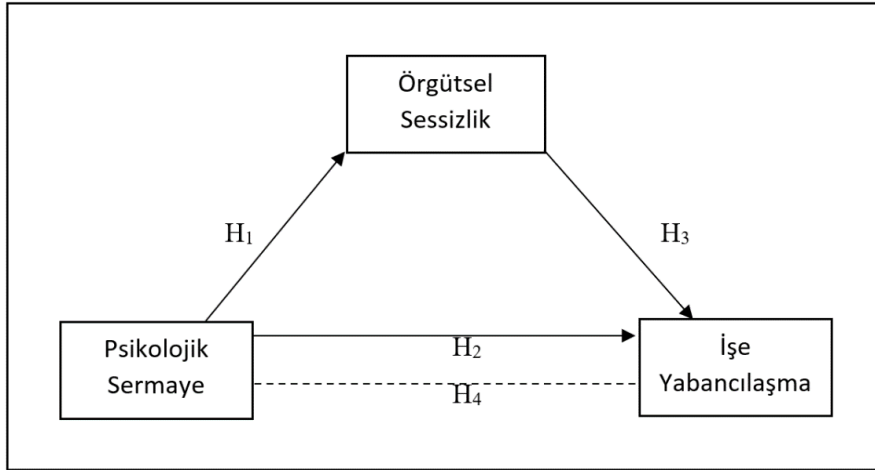 Örgütsel
Sessizlik
H₁
H₃
Psikolojik
Sermaye
H₂
H₄
İşe
Yabancılaşma